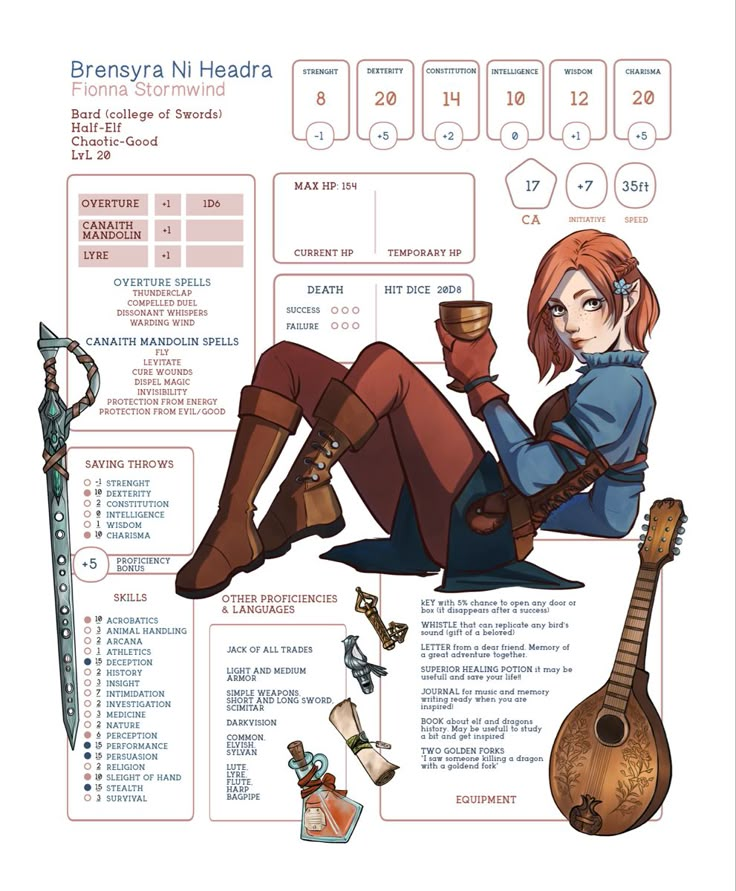 Brensyra Ni Headra
Fionna Stormwind
Bard (college of Swords)
Half-Elf
Chaotic-Good
LvL 20
STRENGHT
8
-1
DEXTERITY
20
+5
CONSTITUTION
14
+2
INTELLIGENCE
10
0
WISDOM
12
+1
CHARISMA
20
+5
17
CA
+7
INITIATIVE
35ft
SPEED
OVERTURE +1 1D6
CANAITH
MANDOLIN +1
LYRE +1
OVERTURE SPELLS
THUNDERCLAP
COMPELLED DUEL
DISSONANT WHISPERS
WARDING WIND
CANAITH MANDOLIN SPELLS
FLY
LEVITATE
CURE WOUNDS
DISPEL MAGIC
INVISIBILITY
PROTECTION FROM ENERGY
PROTECTION FROM EVIL/GOOD
MAX HP: 154
CURRENT HP
TEMPORARY HP
DEATH
SUCCESS
FAILURE
HIT DICE 20D8
SAVING THROWS
-1 STRENGHT
10 DEXTERITY
2 CONSTITUTION
0 INTELLIGENCE
1 WISDOM
10 CHARISMA
+5 PROFICIENCY
BONUS
SKILLS
10 ACROBATICS
3 ANIMAL HANDLING
2 ARCANA
1 ATHLETICS
15 DECEPTION
2 HISTORY
3 INSIGHT
7 INTIMIDATION
2 INVESTIGATION
3 MEDICINE
2 NATURE
6 PERCEPTION
15 PERFORMANCE
15 PERSUASION
2 RELIGION
10 SLEIGHT OF HAND
15 STEALTH
3 SURVIVAL
OTHER PROFICIENCIES
& LANGUAGES
JACK OF ALL TRADES
LIGHT AND MEDIUM
ARMOR
SIMPLE WEAPONS.
SHORT AND LONG SWORD,
SCIMITAR
DARKVISION
COMMON,
ELVISH,
SYLVAN
LUTE,
LYRE,
FLUTE,
HARP
BAGPIPE
kEY with 5% chance to open any door or
box (it disappears after a successful)
WHISTLE that can replicate any bird's
sound (gift of a beloved)
LETTER from a dear friend. Memory of
a great adventure together.
SUPERIOR HEALING POTION it may be
usefull and save your life!!
JOURNAL for music and memory
writing ready when you are
inspired!
BOOK about elf and dragons
history. May be usefull to study
a bit and get inspired
TWO GOLDEN FORKS
"I saw someone killing a dragon
with a goldend fork"
EQUIPMENT